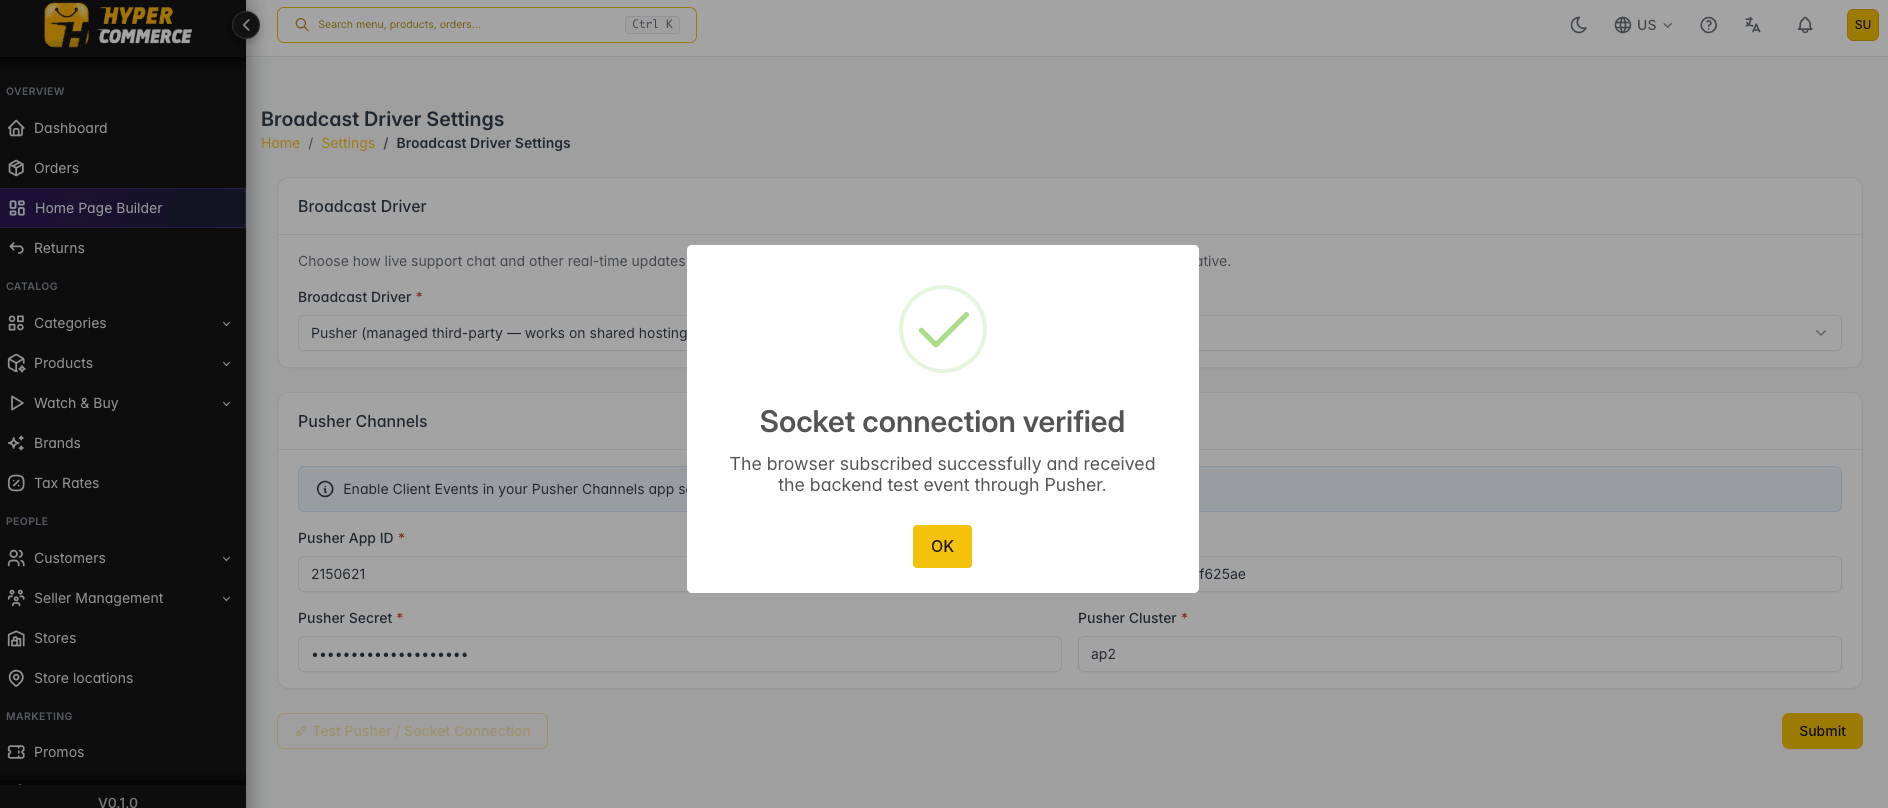 HYPER
COMMERCE
Search menu, products, orders...
Ctrl K
US
SU
OVERVIEW
Dashboard
Orders
Home Page Builder
Returns
CATALOG
Categories
Products
Watch & Buy
Brands
Tax Rates
PEOPLE
Customers
Seller Management
Stores
Store locations
MARKETING
Promos
V0.1.0
Broadcast Driver Settings
Home / Settings / Broadcast Driver Settings
Broadcast Driver
Choose how live support chat and other real-time updates
Broadcast Driver *
Pusher (managed third-party — works on shared hosting
Pusher Channels
Enable Client Events in your Pusher Channels app
Pusher App ID *
2150621
f625ae
Pusher Secret *
••••••••••••••••••••
Pusher Cluster *
ap2
Test Pusher / Socket Connection
Submit
Socket connection verified
The browser subscribed successfully and received
the backend test event through Pusher.
OK